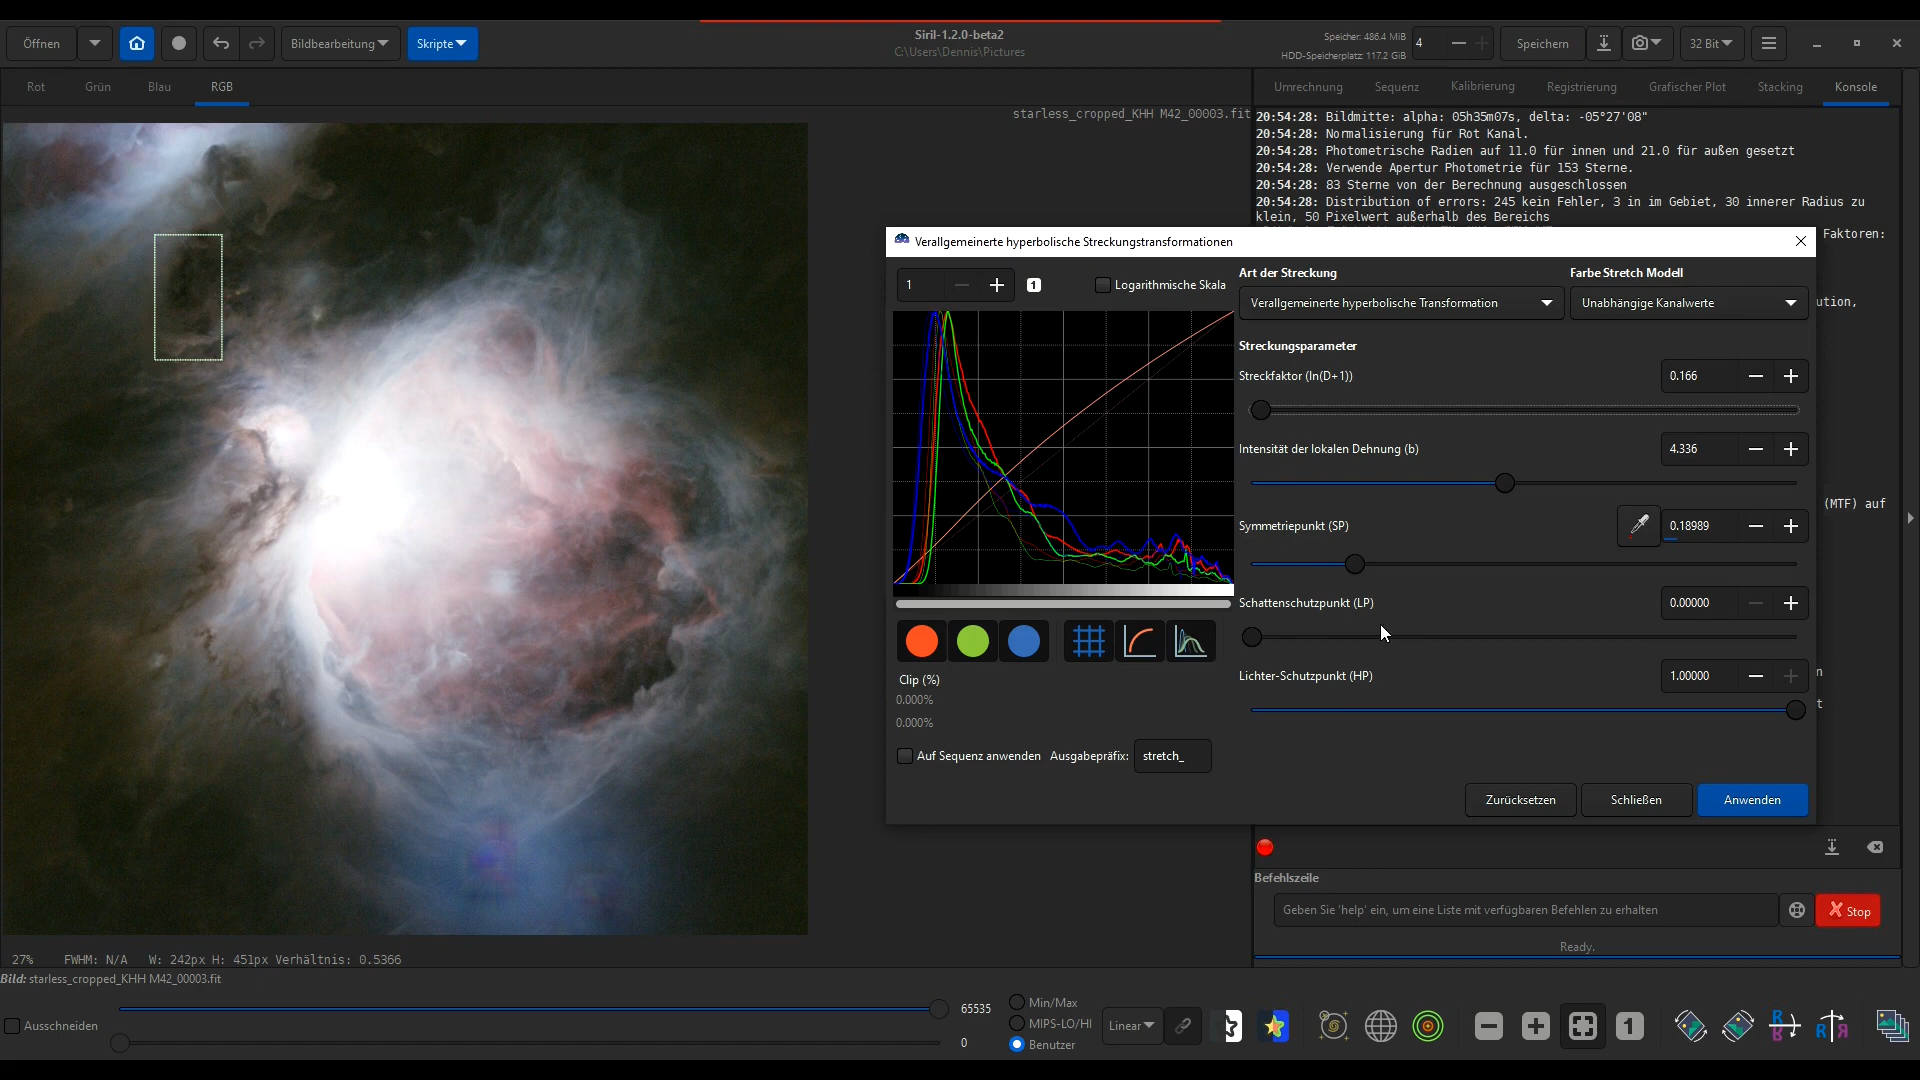 Öffnen
Bildbearbeitung
Skripte
Siril-1.2.0-beta2
C:\Users\Dennis\Pictures
Speicher: 486.4 MiB
HDD-Speicherplatz: 117.2 GiB
4
Speichern
32 Bit
Rot
Grün
Blau
RGB
Umrechnung
Sequenz
Kalibrierung
Registrierung
Grafischer Plot
Stacking
Konsole
starless_cropped_KHH M42_00003.fit
20:54:28: Bildmitte: alpha: 05h35m07s, delta: -05°27'08"
20:54:28: Normalisierung für Rot Kanal.
20:54:28: Photometrische Radien auf 11.0 für innen und 21.0 für außen gesetzt
20:54:28: Verwende Apertur Photometrie für 153 Sterne.
20:54:28: 83 Sterne von der Berechnung ausgeschlossen
20:54:28: Distribution of errors: 245 kein Fehler, 3 in im Gebiet, 30 innerer Radius zu
klein, 50 Pixelwert außerhalb des Bereichs
Faktoren:
ution,
(MTF) auf
n
t
Verallgemeinerte hyperbolische Streckungstransformationen
1
1
Logarithmische Skala
Art der Streckung
Farbe Stretch Modell
Verallgemeinerte hyperbolische Transformation
Unabhängige Kanalwerte
Streckungsparameter
Streckfaktor (ln(D+1))
0.166
Intensität der lokalen Dehnung (b)
4.336
Symmetriepunkt (SP)
0.18989
Schattenschutzpunkt (LP)
0.00000
Lichter-Schutzpunkt (HP)
1.00000
Clip (%)
0.000%
0.000%
Auf Sequenz anwenden
Ausgabepräfix:
stretch_
Zurücksetzen
Schließen
Anwenden
Befehlszeile
Geben Sie 'help' ein, um eine Liste mit verfügbaren Befehlen zu erhalten
Stop
Ready.
27%
FWHM: N/A
W: 242px H: 451px Verhältnis: 0.5366
Bild: starless_cropped_KHH M42_00003.fit
Ausschneiden
65535
0
Min/Max
MIPS-LO/HI
Benutzer
Linear
1
R
R
R
R